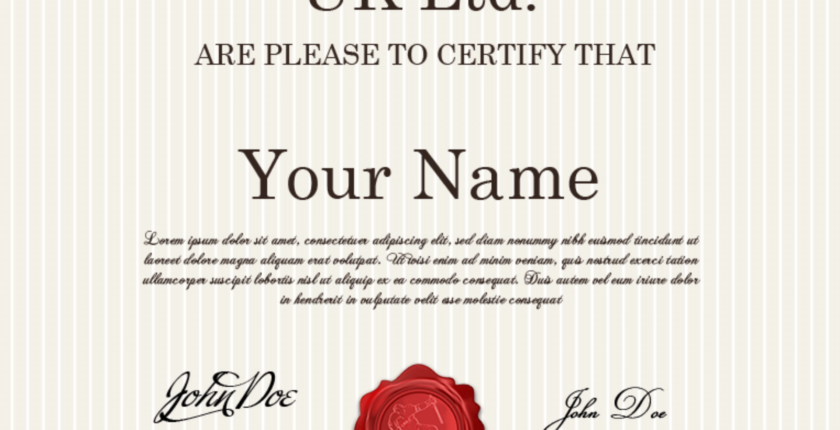 UK Ltd.
ARE PLEASE TO CERTIFY THAT
Your Name
Lorem ipsum dolor sit amet, consectetuer adipiscing elit, sed diam nonummy nibh euismod tincidunt ut
laoreet dolore magna aliquam erat volutpat. Ut wisi enim ad minim veniam, quis nostrud exerci tation
ullamcorper suscipit lobortis nisl ut aliquip ex ea commodo consequat. Duis autem vel eum iriure dolor
in hendrerit in vulputate velit esse molestie consequat
John Doe
John Doe